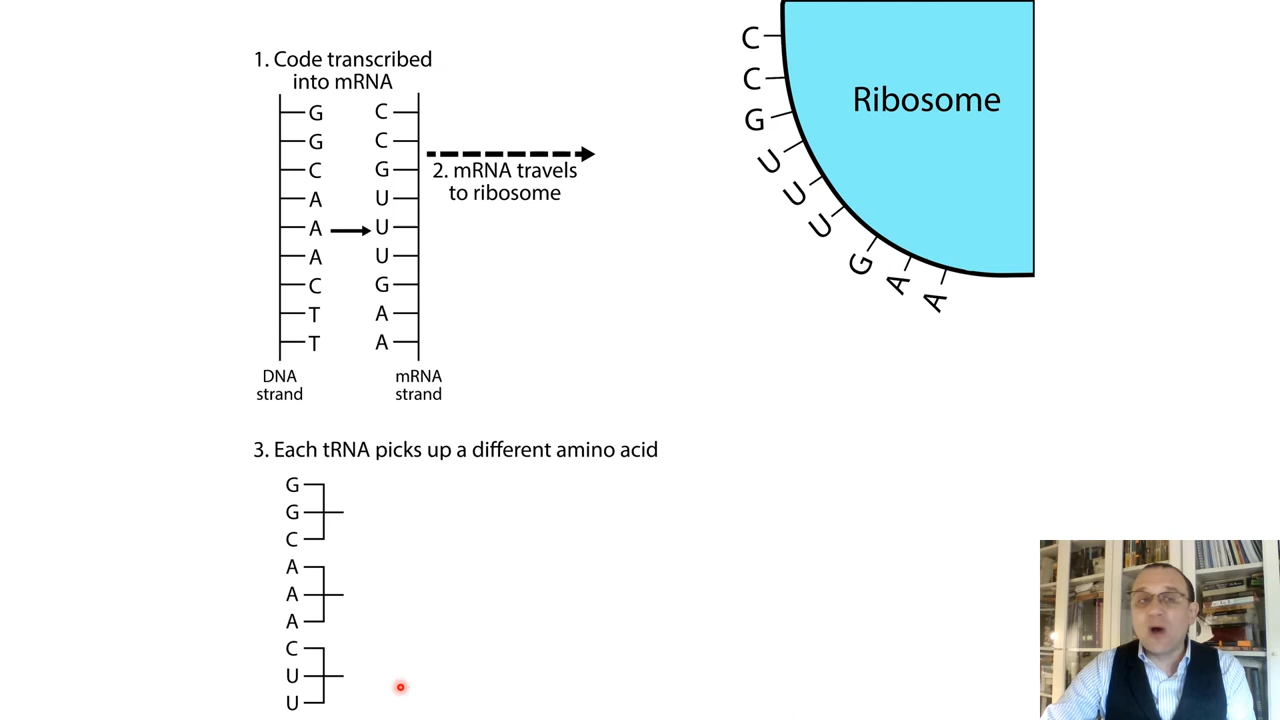 1. Code transcribed
into mRNA
G
G
C
A
A
A
C
T
T
C
C
G
U
U
U
G
A
A
DNA
strand
mRNA
strand
2. mRNA travels
to ribosome
C
C
G
U
U
U
G
A
A
Ribosome
3. Each tRNA picks up a different amino acid
G
G
C
A
A
A
C
U
U